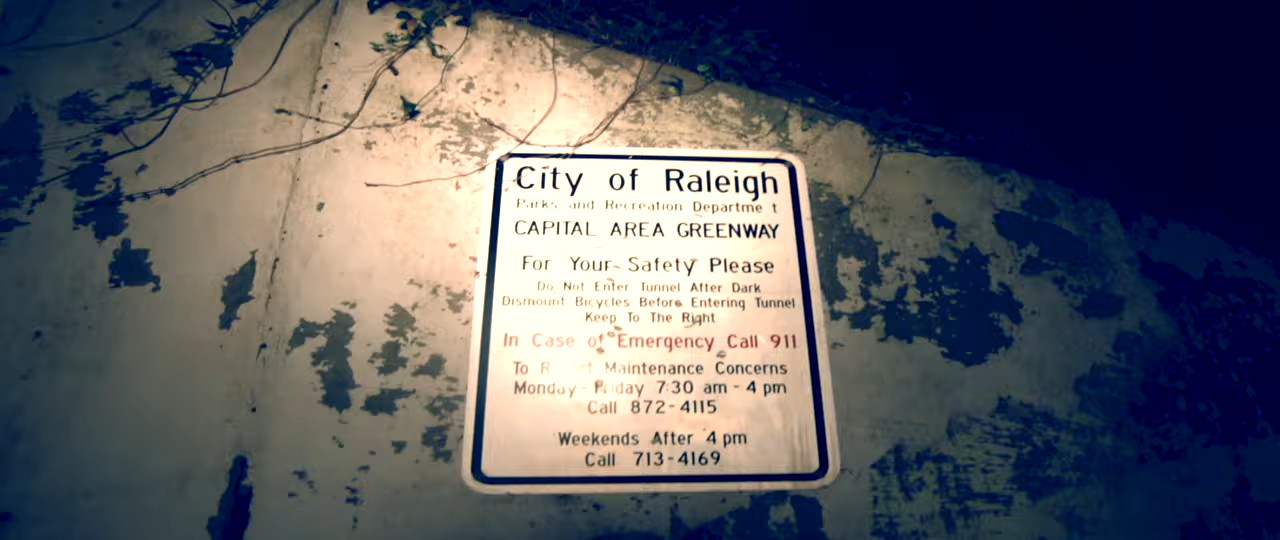 City of Raleigh
Parks and Recreation Departme t
CAPITAL AREA GREENWAY
For Your Safety Please
Do Not Enter Tunnel After Dark
Dismount Bicycles Before Entering Tunnel
Keep To The Right
In Case of Emergency Call 911
To Maintenance Concerns
Monday - Friday 7:30 am - 4 pm
Call 872-4115
Weekends After 4 pm
Call 713-4169